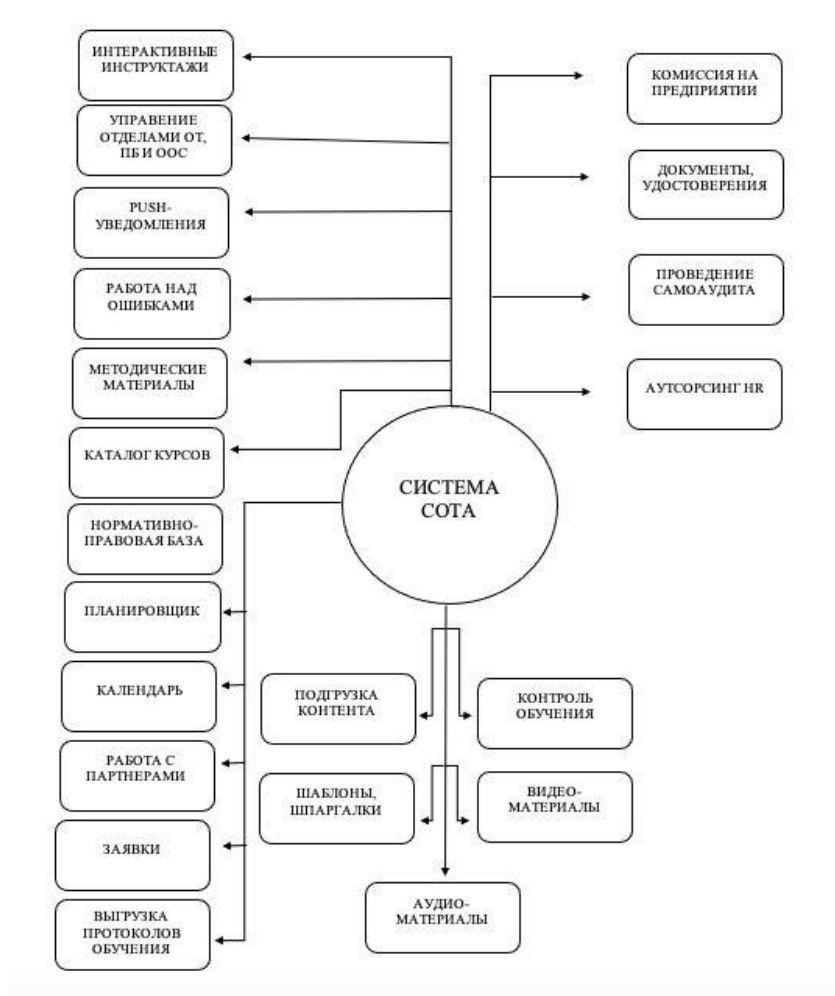 ИНТЕРАКТИВНЫЕ
ИНСТРУКТАЖИ
УПРАВЕНИЕ
ОТДЕЛАМИ ОТ,
ПБ И ООС
PUSH-
УВЕДОМЛЕНИЯ
РАБОТА НАД
ОШИБКАМИ
МЕТОДИЧЕСКИЕ
МАТЕРИАЛЫ
КАТАЛОГ КУРСОВ
НОРМАТИВНО-
ПРАВОВАЯ БАЗА
ПЛАНИРОВЩИК
КАЛЕНДАРЬ
РАБОТА С
ПАРТНЕРАМИ
ЗАЯВКИ
ВЫГРУЗКА
ПРОТОКОЛОВ
ОБУЧЕНИЯ
СИСТЕМА
СОТА
ПОДГРУЗКА
КОНТЕНТА
КОНТРОЛЬ
ОБУЧЕНИЯ
ШАБЛОНЫ,
ШПАРГАЛКИ
ВИДЕО-
МАТЕРИАЛЫ
АУДИО-
МАТЕРИАЛЫ
КОМИССИЯ НА
ПРЕДПРИЯТИИ
ДОКУМЕНТЫ,
УДОСТОВЕРЕНИЯ
ПРОВЕДЕНИЕ
САМОАУДИТА
АУТСОРСИНГ HR